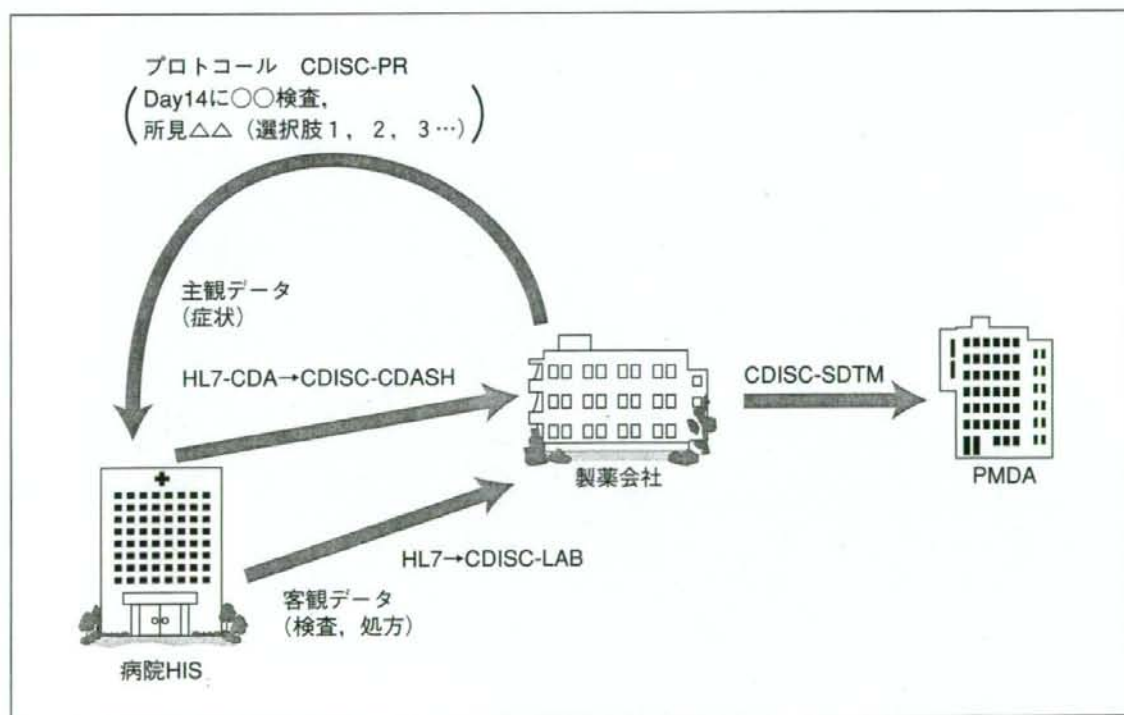 プロトコール CDISC-PR
(Day14に○○検査,
所見△△(選択肢1,2,3…))
主観データ
(症状)
HL7-CDA→CDISC-CDASH
CDISC-SDTM
製薬会社
PMDA
HL7→CDISC-LAB
客観データ
(検査,処方)
病院HIS